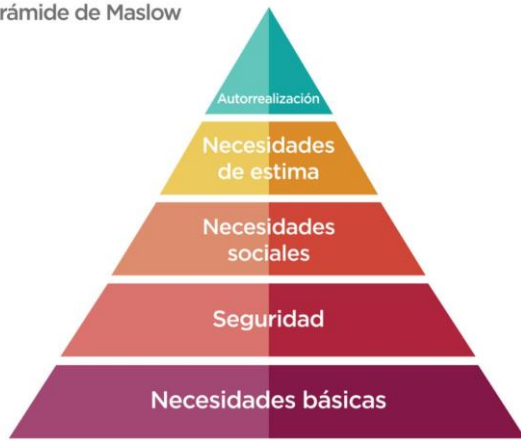 rámide de Maslow
Autorrealización
Necesidades
de estima
Necesidades
sociales
Seguridad
Necesidades básicas